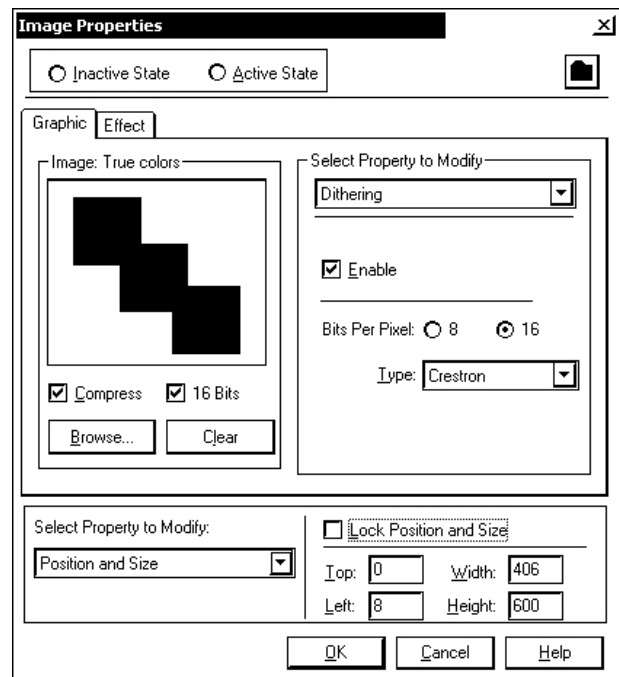 Image Properties
Inactive State Active State
Graphic Effect
Image: True colors
Select Property to Modify
Dithering
Enable
Bits Per Pixel: 8 16
Type: Crestron
Compress 16 Bits
Browse... Clear
Select Property to Modify:
Position and Size
Lock Position and Size
Top: 0 Width: 406
Left: 8 Height: 600
OK Cancel Help